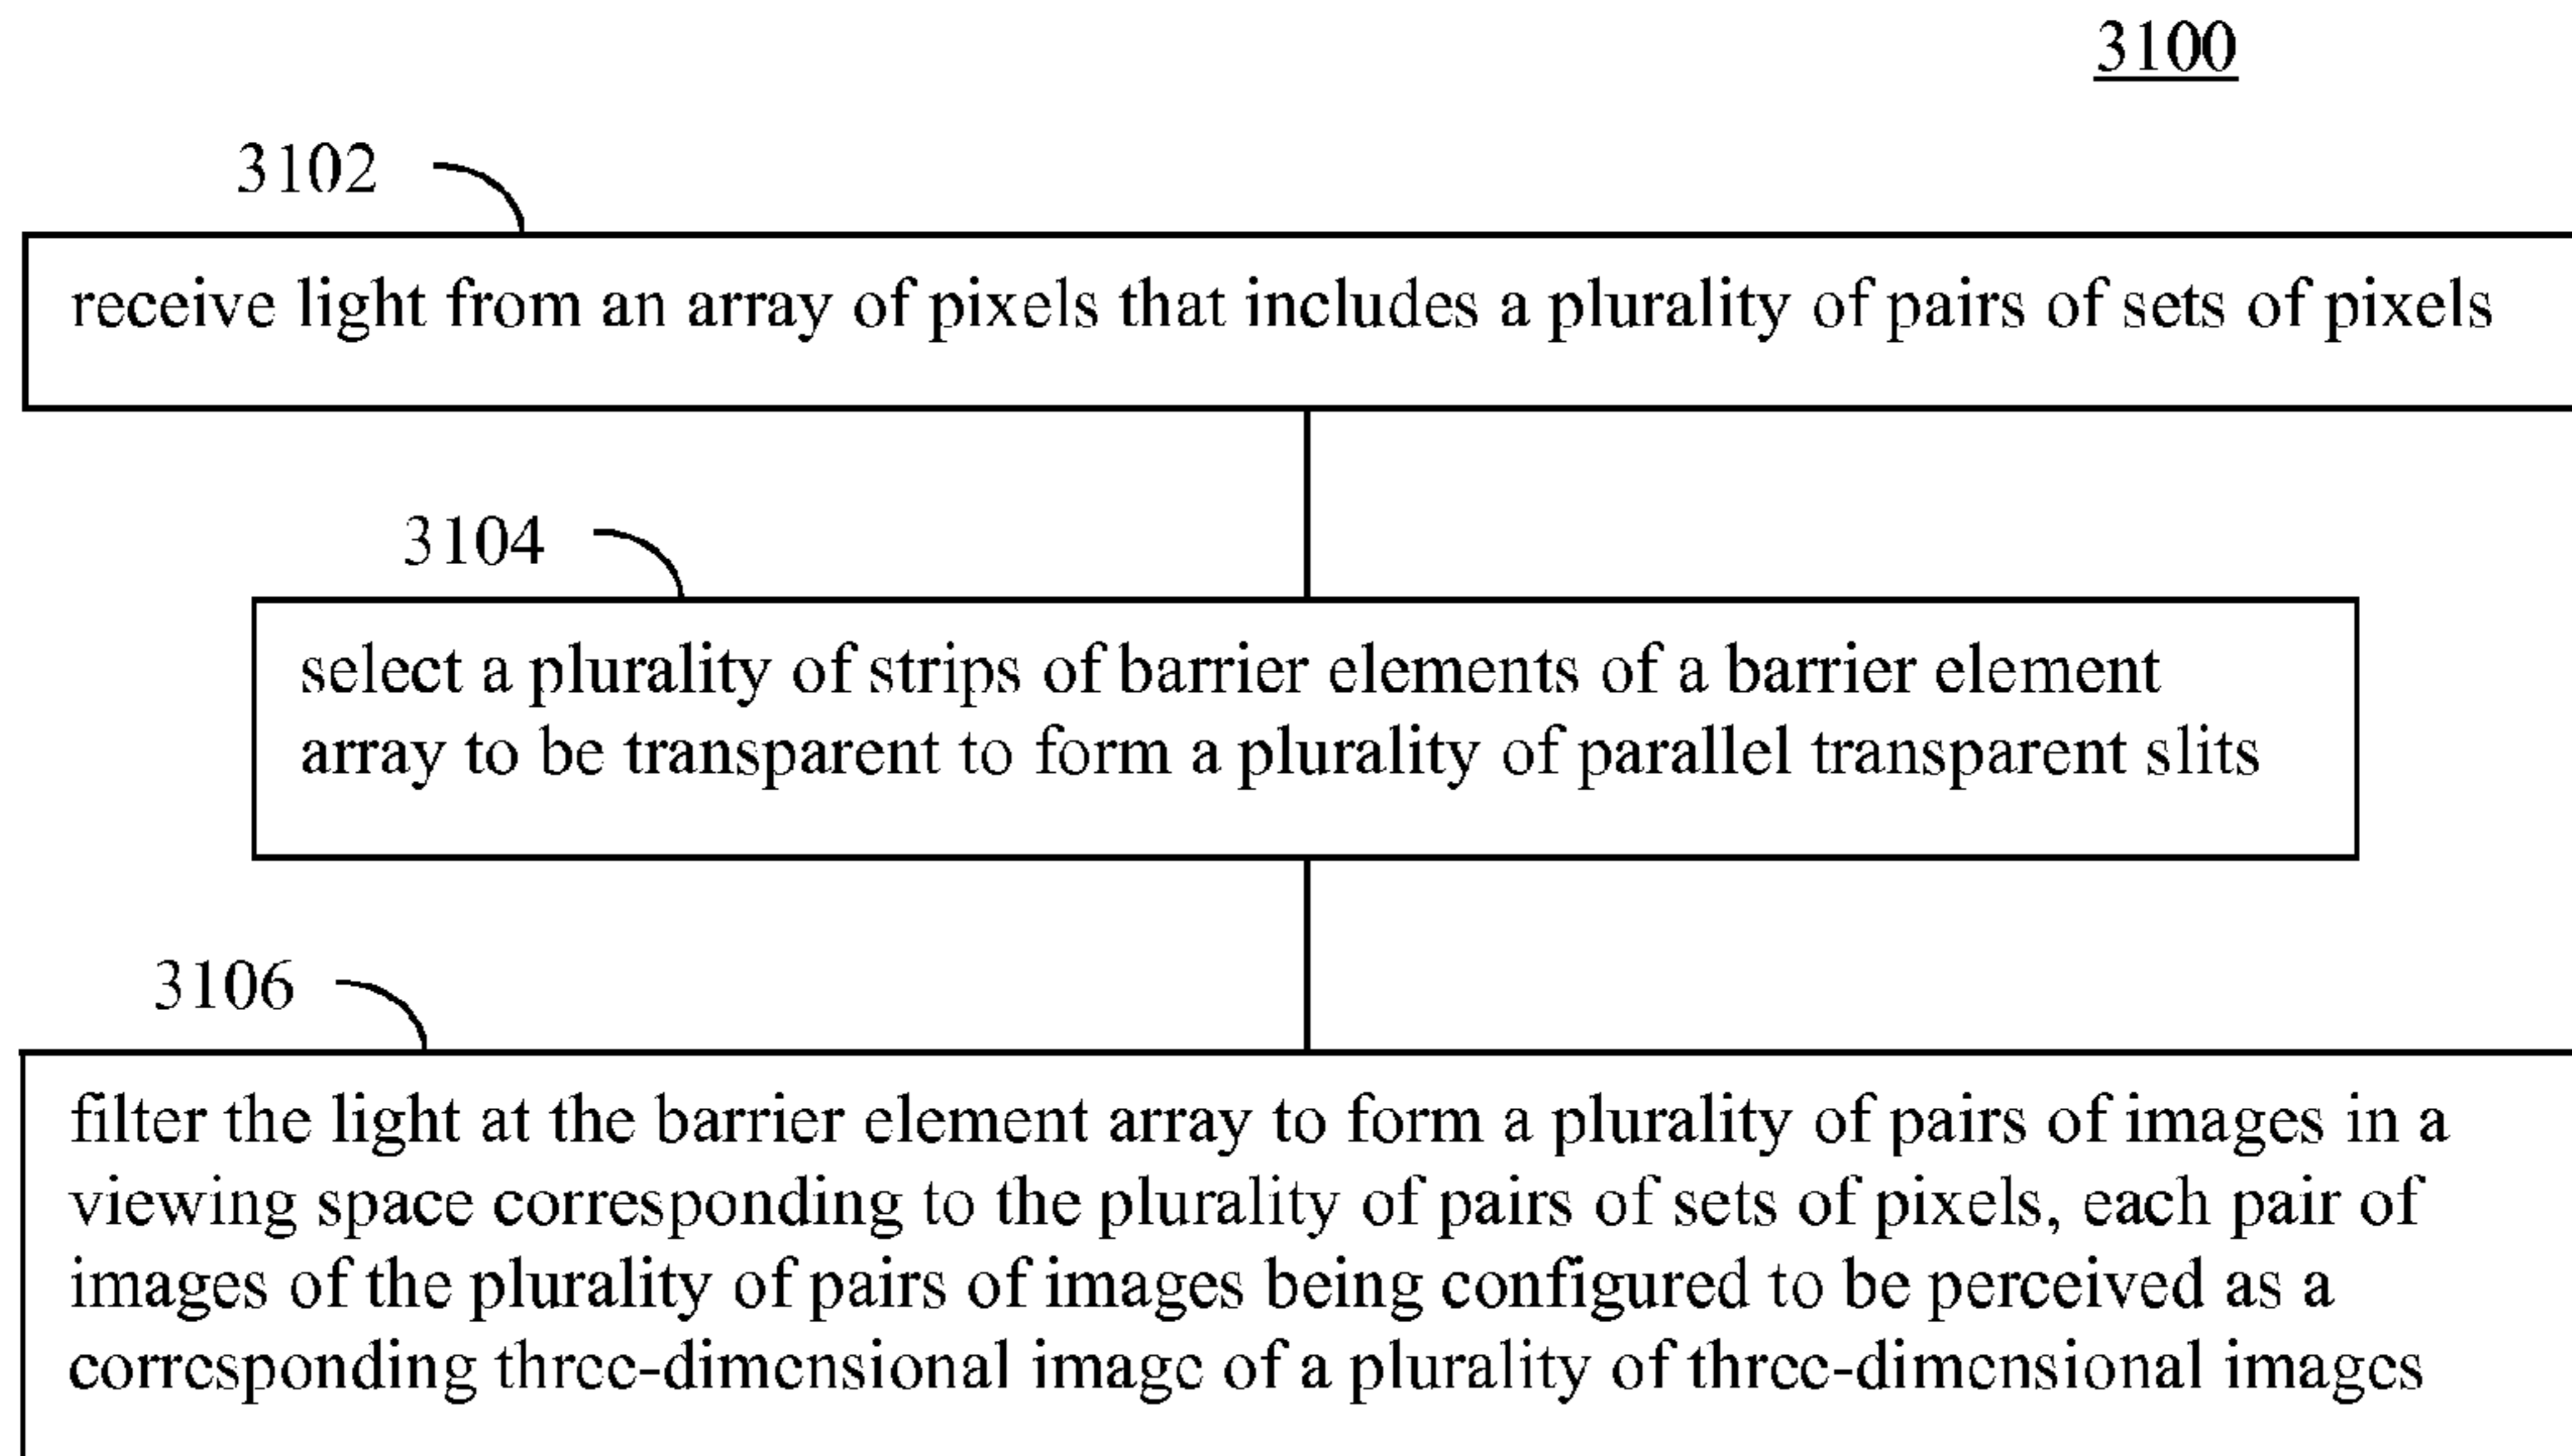 3100
3102
receive light from an array of pixels that includes a plurality of pairs of sets of pixels
3104
select a plurality of strips of barrier elements of a barrier element
array to be transparent to form a plurality of parallel transparent slits
3106
filter the light at the barrier element array to form a plurality of pairs of images in a
viewing space corresponding to the plurality of pairs of sets of pixels, each pair of
images of the plurality of pairs of images being configured to be perceived as a
corresponding three-dimensional image of a plurality of three-dimensional images